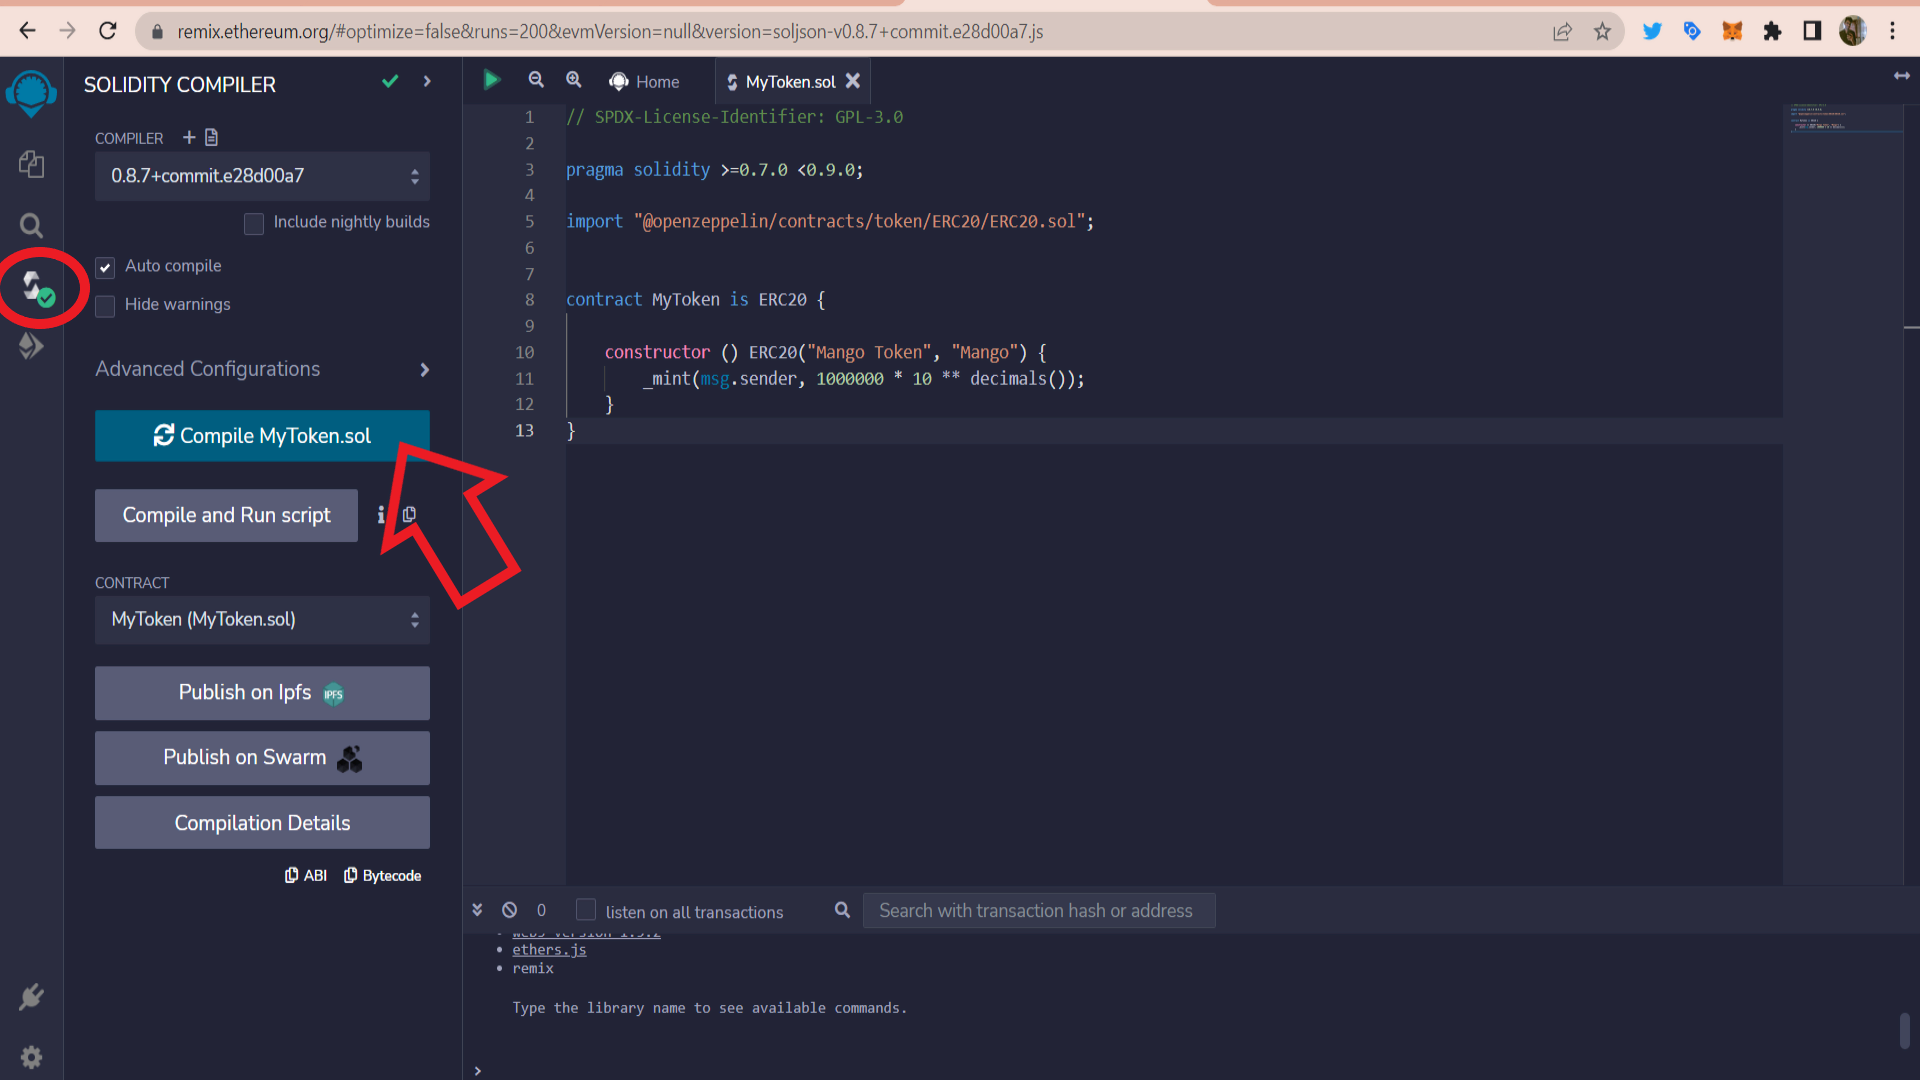 remix.ethereum.org/#optimize=false&runs=200&evmVersion=null&version=soljson-v0.8.7+commit.e28d00a7.js
SOLIDITY COMPILER
COMPILER
0.8.7+commit.e28d00a7
Include nightly builds
Auto compile
Hide warnings
Advanced Configurations
Compile MyToken.sol
Compile and Run script
CONTRACT
MyToken (MyToken.sol)
Publish on Ipfs IPFS
Publish on Swarm
Compilation Details
ABI Bytecode
Home MyToken.sol
1 // SPDX-License-Identifier: GPL-3.0
2
3 pragma solidity >=0.7.0 <0.9.0;
4
5 import "@openzeppelin/contracts/token/ERC20/ERC20.sol";
6
7
8 contract MyToken is ERC20 {
9
10 constructor () ERC20("Mango Token", "Mango") {
11 _mint(msg.sender, 1000000 * 10 ** decimals());
12 }
13 }
0 listen on all transactions Search with transaction hash or address
web3 version 1.5.2
ethers.js
remix
Type the library name to see available commands.
>